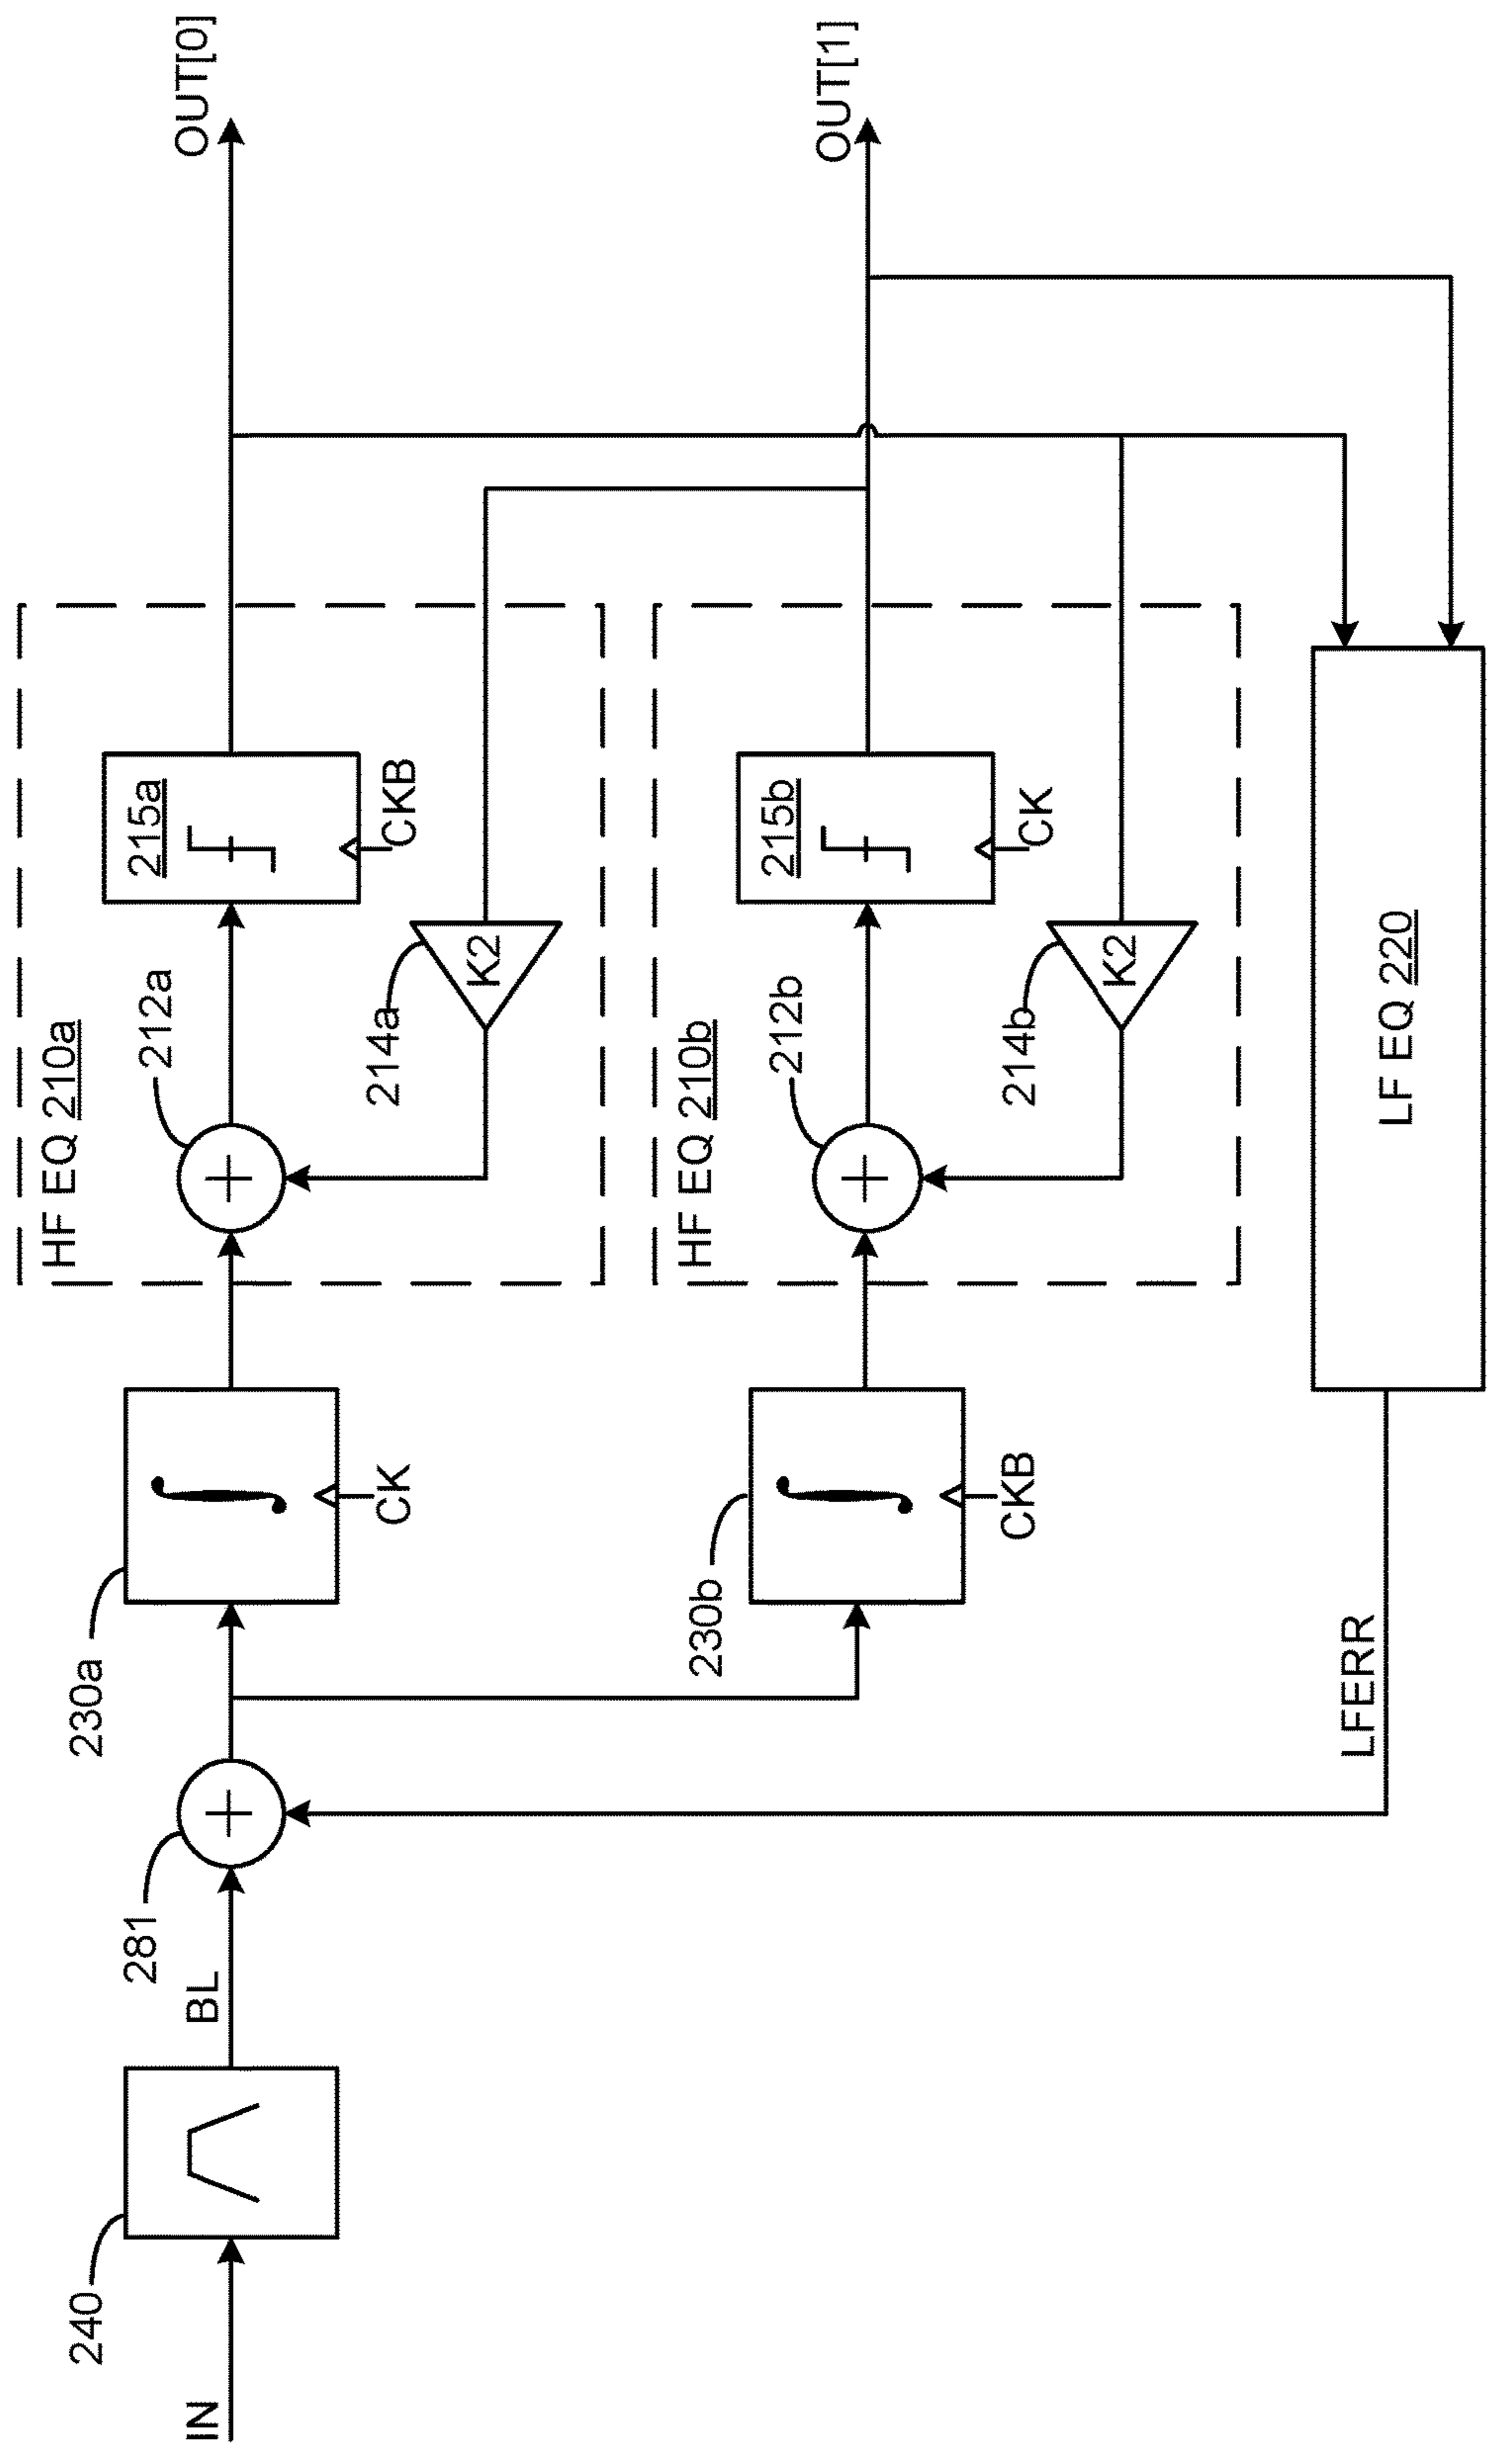 IN
240
BL
281
230a
CK
230b
CKB
HF EQ 210a
212a
215a
CKB
214a
K2
OUT[0]
HF EQ 210b
212b
215b
CK
214b
K2
OUT[1]
LFERR
LF EQ 220